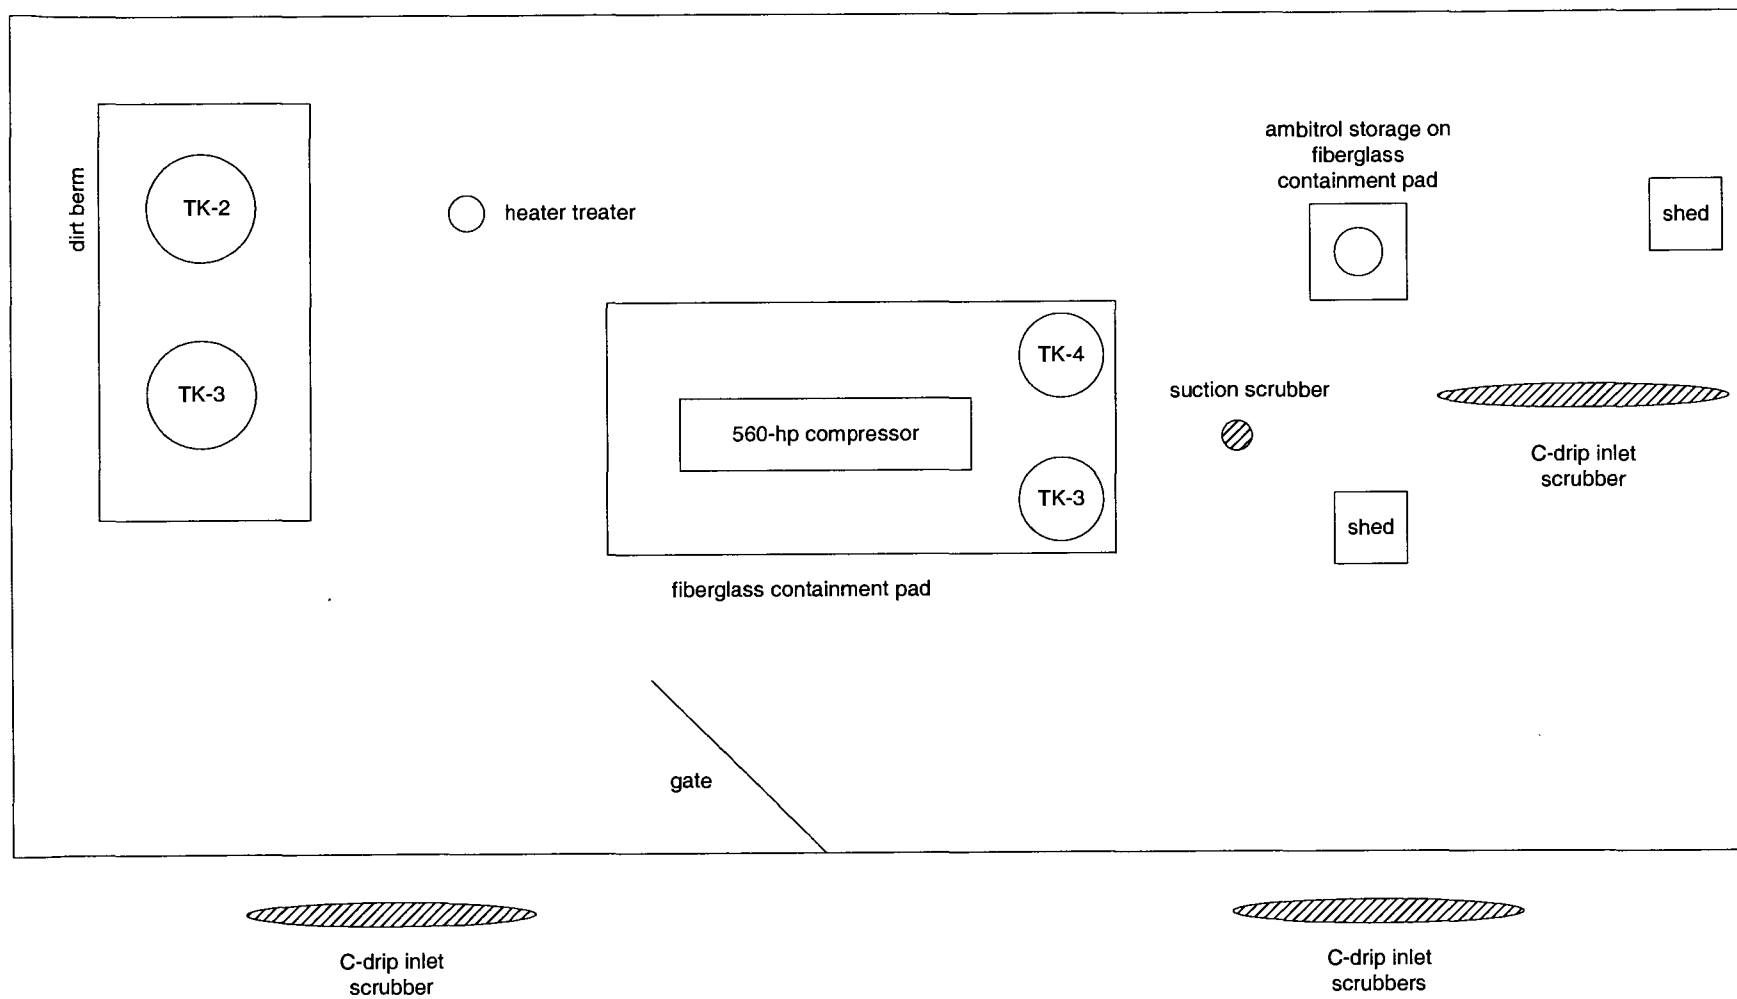 ambitrol storage on
fiberglass
containment pad
dirt berm
TK-2
heater treater
shed
TK-4
TK-3
suction scrubber
560-hp compressor
C-drip inlet
scrubber
TK-3
shed
fiberglass containment pad
gate
C-drip inlet
scrubber
C-drip inlet
scrubbers